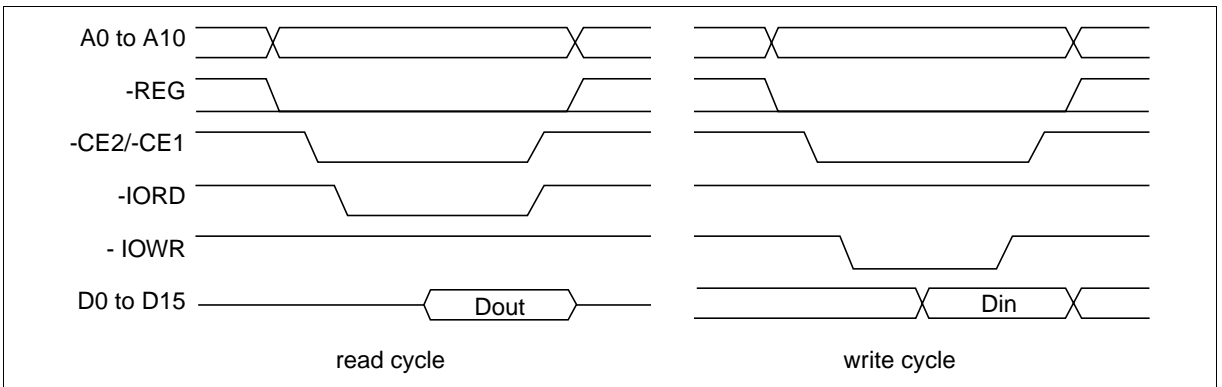 A0 to A10
-REG
-CE2/-CE1
-IORD
- IOWR
D0 to D15
Dout
Din
read cycle
write cycle